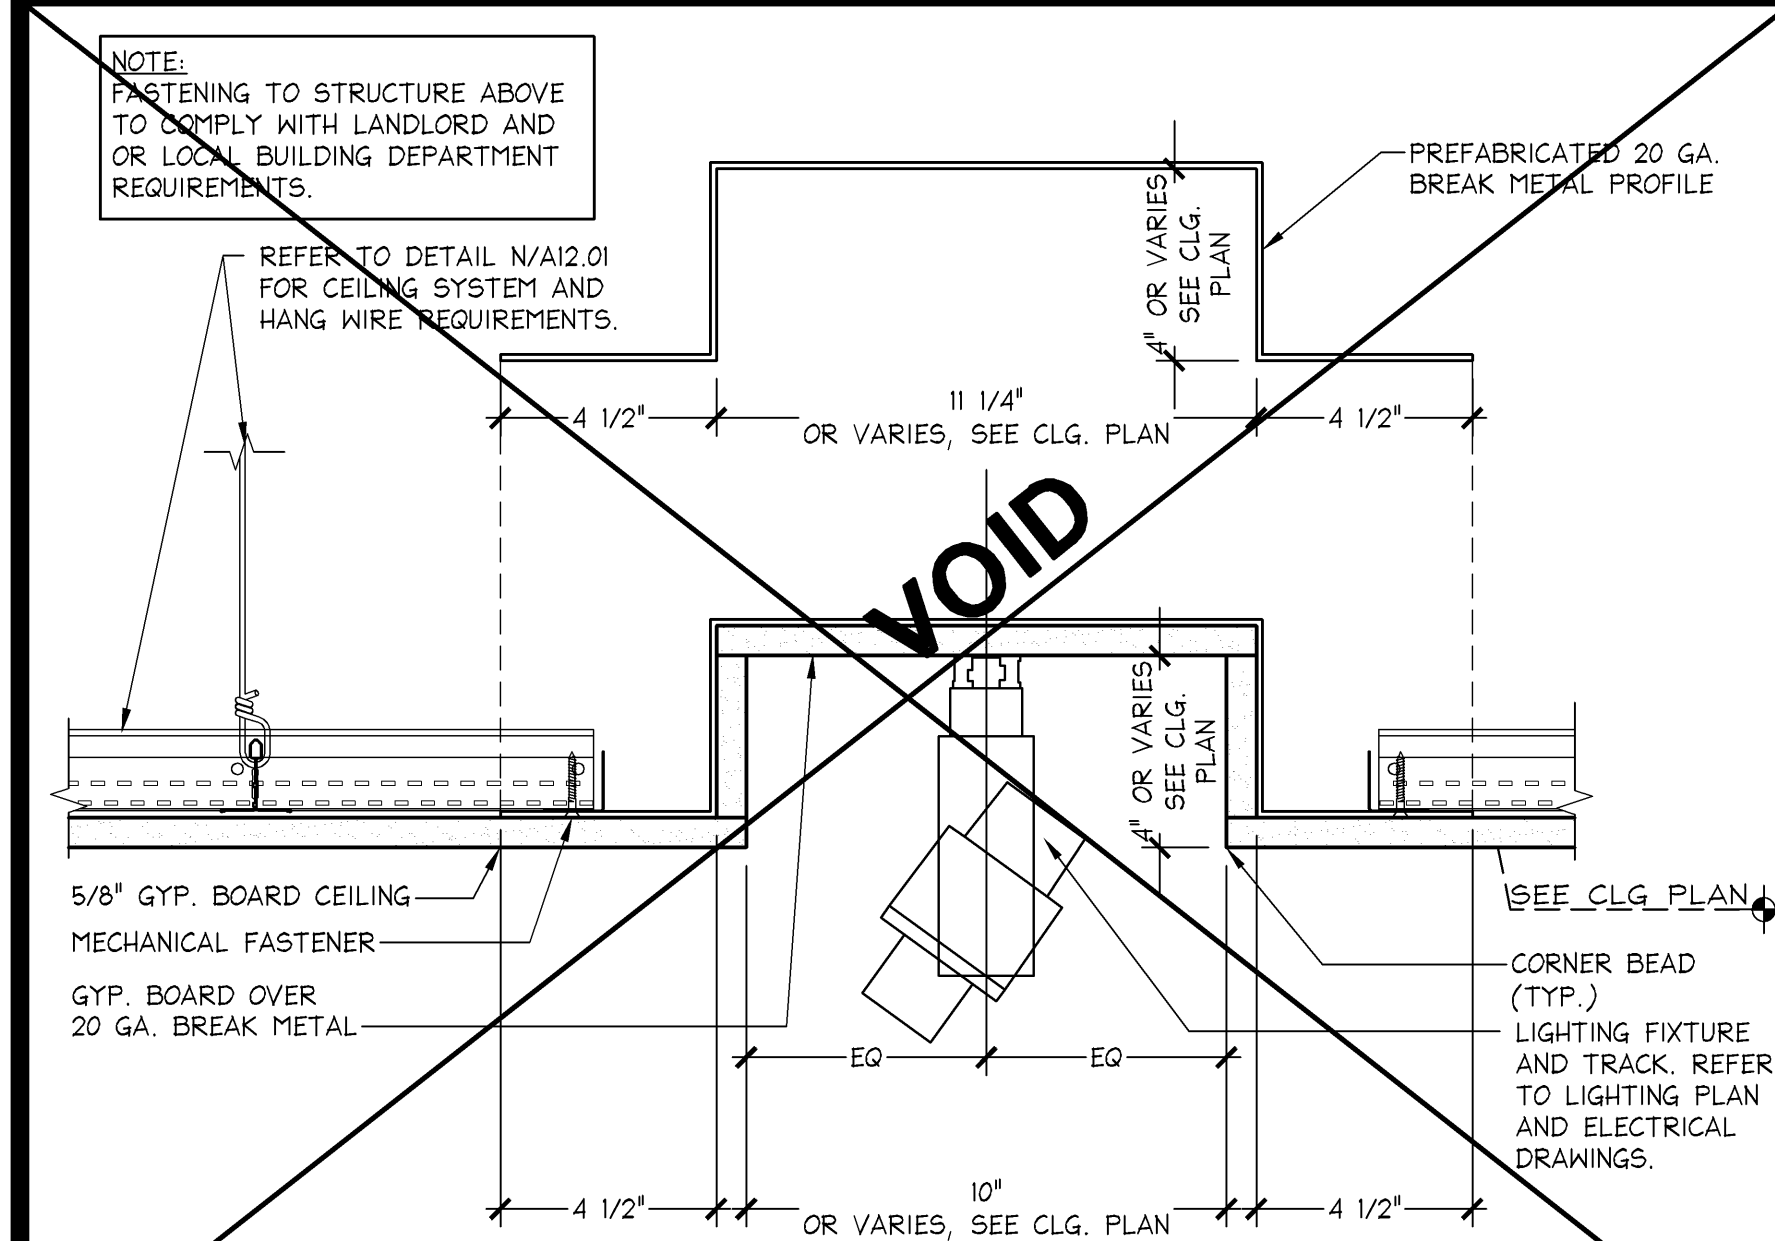 NOTE:
FASTENING TO STRUCTURE ABOVE
TO COMPLY WITH LANDLORD AND
OR LOCAL BUILDING DEPARTMENT
REQUIREMENTS.
REFER TO DETAIL N/A12.01
FOR CEILING SYSTEM AND
HANG WIRE REQUIREMENTS.
PREFABRICATED 20 GA.
BREAK METAL PROFILE
4" OR VARIES
SEE CLG.
PLAN
4 1/2"
11 1/4"
OR VARIES, SEE CLG. PLAN
4 1/2"
VOID
4" OR VARIES
SEE CLG.
PLAN
5/8" GYP. BOARD CEILING
MECHANICAL FASTENER
GYP. BOARD OVER
20 GA. BREAK METAL
SEE CLG PLAN
CORNER BEAD
(TYP.)
LIGHTING FIXTURE
AND TRACK. REFER
TO LIGHTING PLAN
AND ELECTRICAL
DRAWINGS.
EQ
EQ
4 1/2"
10"
OR VARIES, SEE CLG. PLAN
4 1/2"